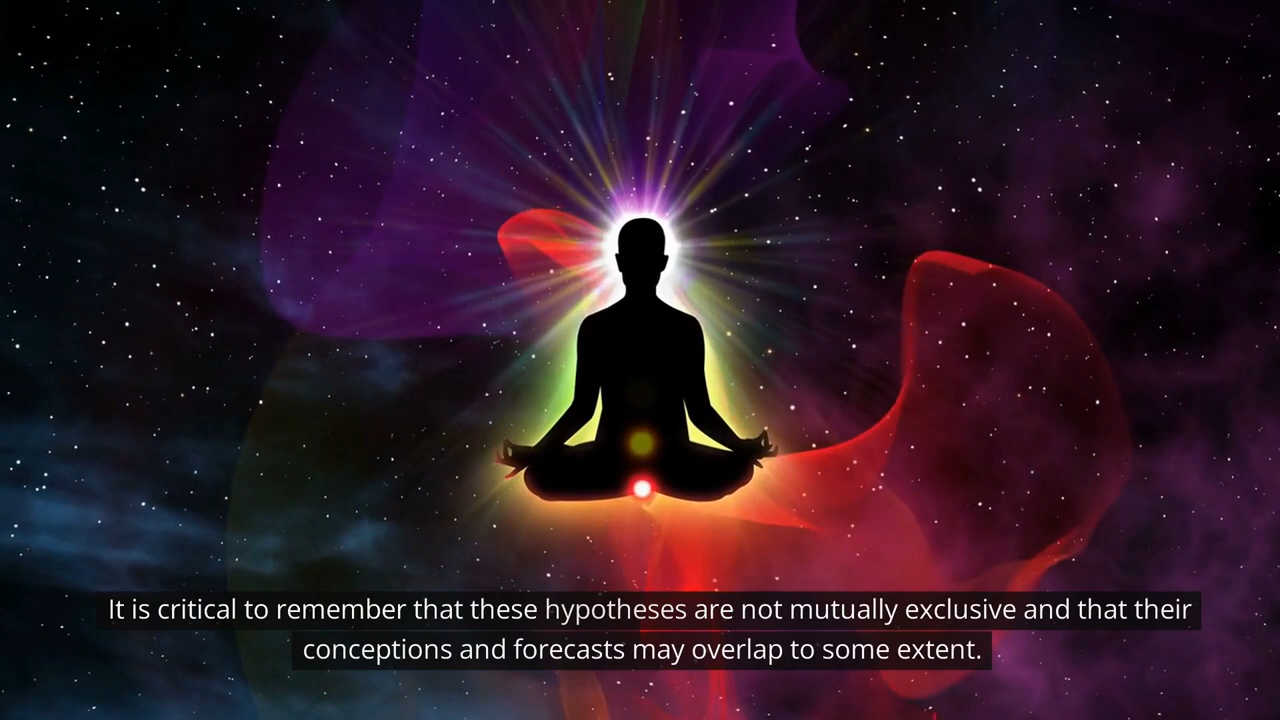 It is critical to remember that these hypotheses are not mutually exclusive and that their
conceptions and forecasts may overlap to some extent.